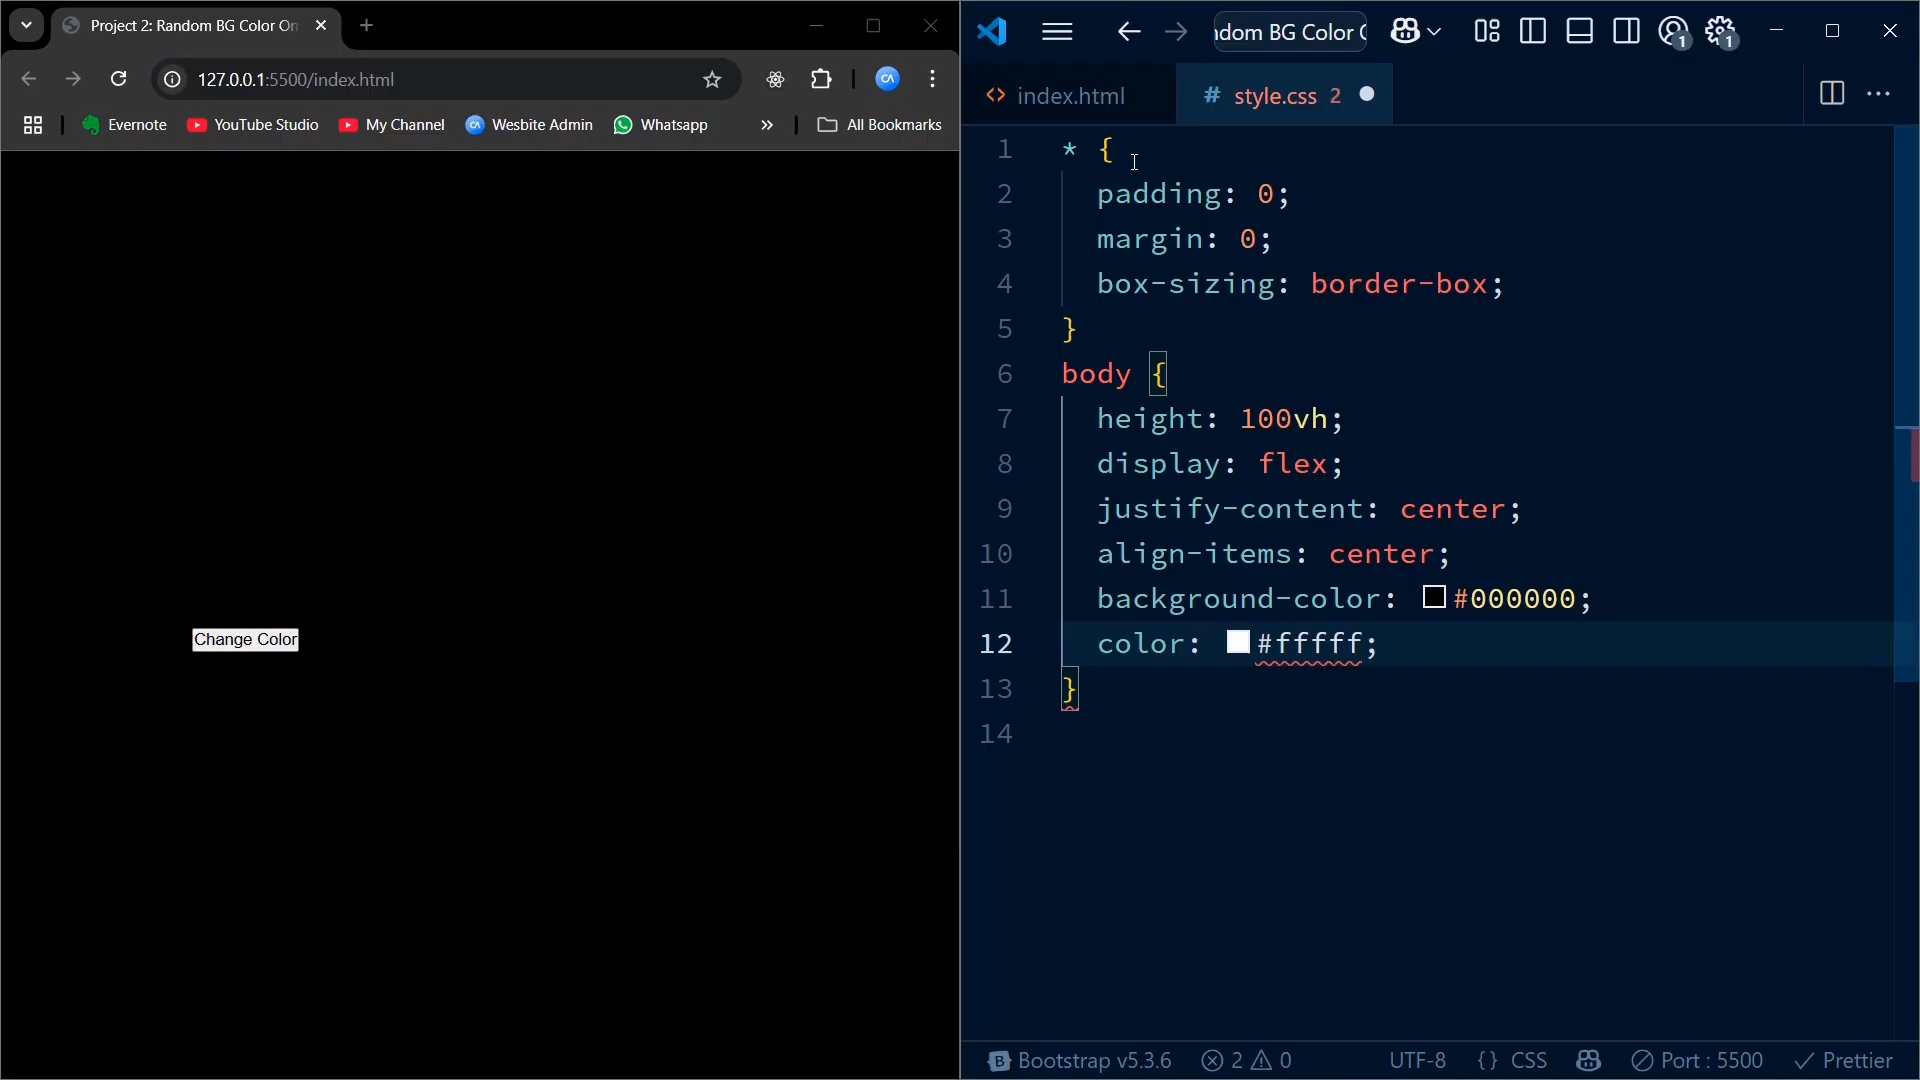 Project 2: Random BG Color On
127.0.0.1:5500/index.html
Evernote
YouTube Studio
My Channel
Wesbite Admin
Whatsapp
»
All Bookmarks
Change Color
ndom BG Color C
1
1
index.html
# style.css 2
1 * {
2 padding: 0;
3 margin: 0;
4 box-sizing: border-box;
5 }
6 body {
7 height: 100vh;
8 display: flex;
9 justify-content: center;
10 align-items: center;
11 background-color: #000000;
12 color: #fffff;
13 }
14
Bootstrap v5.3.6
2
0
UTF-8
{ } CSS
Port : 5500
Prettier